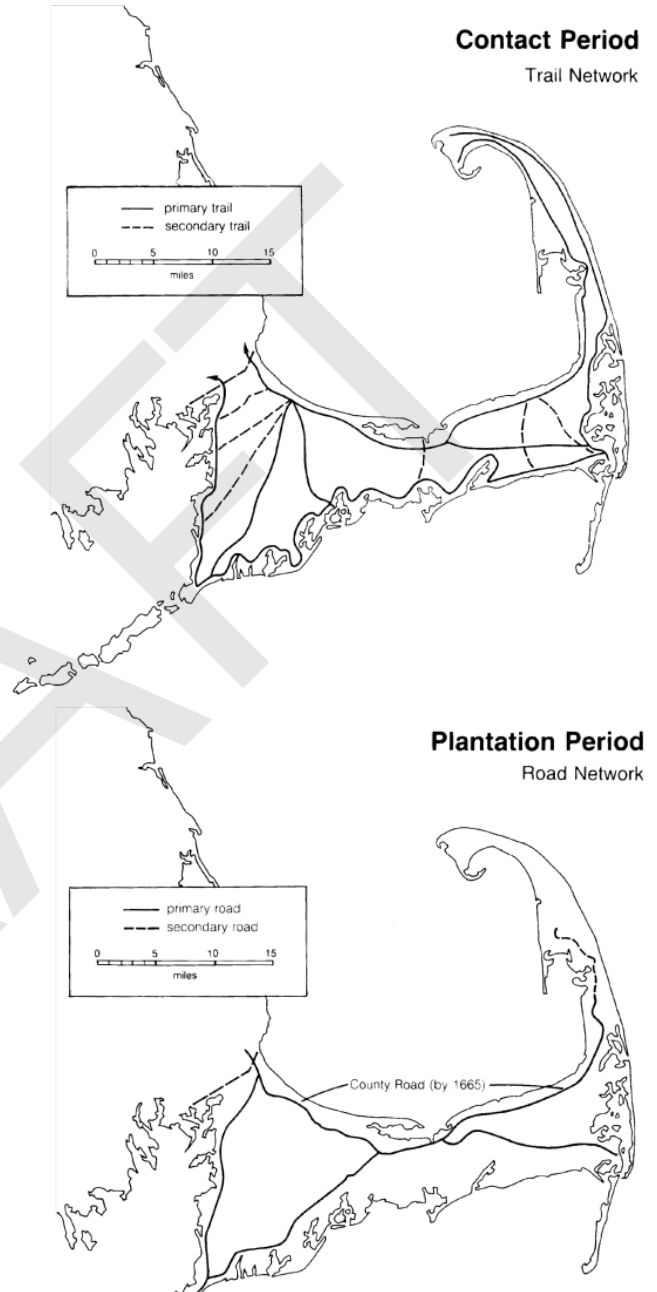 Contact Period
Trail Network
primary trail
secondary trail
0 5 10 15
miles
Plantation Period
Road Network
primary road
secondary road
0 5 10 15
miles
County Road (by 1665)